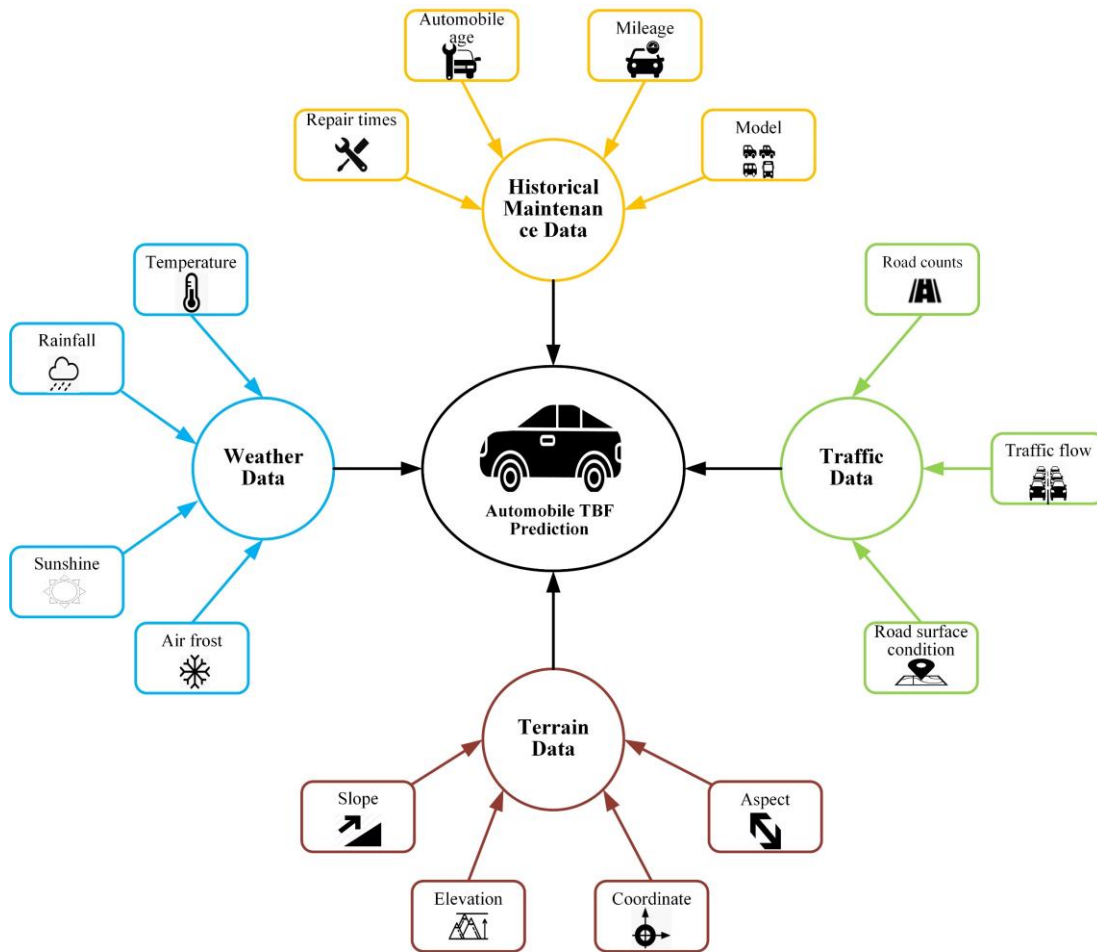 Automobile
age
Mileage
Repair times
Model
Historical
Maintenan
ce Data
Temperature
Road counts
Rainfall
Weather
Data
Traffic
Data
Traffic flow
Automobile TBF
Prediction
Sunshine
Air frost
Road surface
condition
Terrain
Data
Slope
Aspect
Elevation
Coordinate